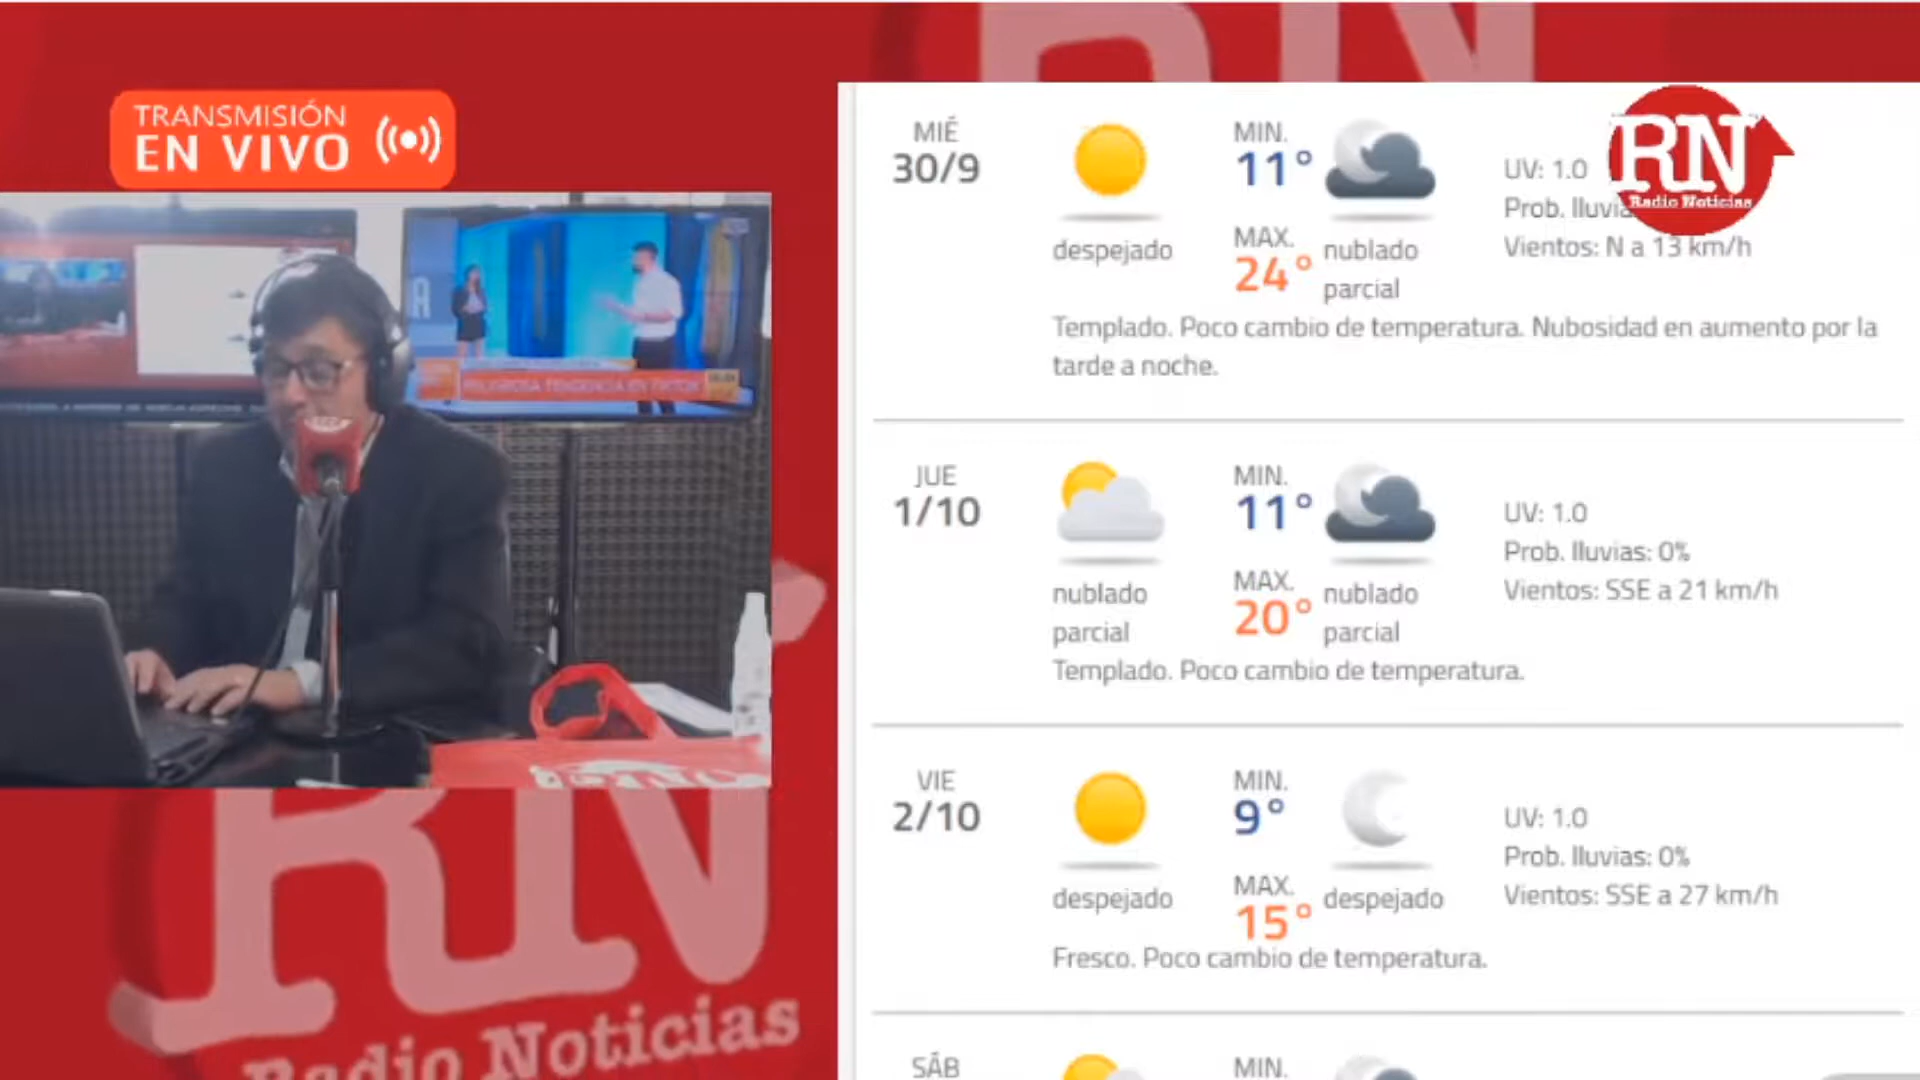 TRANSMISIÓN
EN VIVO
MIÉ
30/9
despejado
MIN.
11°
MAX.
24°
nublado
parcial
UV: 1.0
Prob. lluvia
Vientos: N a 13 km/h
RN
Radio Noticias
Templado. Poco cambio de temperatura. Nubosidad en aumento por la
tarde a noche.
JUE
1/10
nublado
parcial
MIN.
11°
MAX.
20°
nublado
parcial
UV: 1.0
Prob. lluvias: 0%
Vientos: SSE a 21 km/h
Templado. Poco cambio de temperatura.
VIE
2/10
despejado
MIN.
9°
MAX.
15°
despejado
UV: 1.0
Prob. lluvias: 0%
Vientos: SSE a 27 km/h
Fresco. Poco cambio de temperatura.
SÁB
MIN.
A
PELIGROSA TENDENCIA EN TIKTOK
RN
Radio Noticias